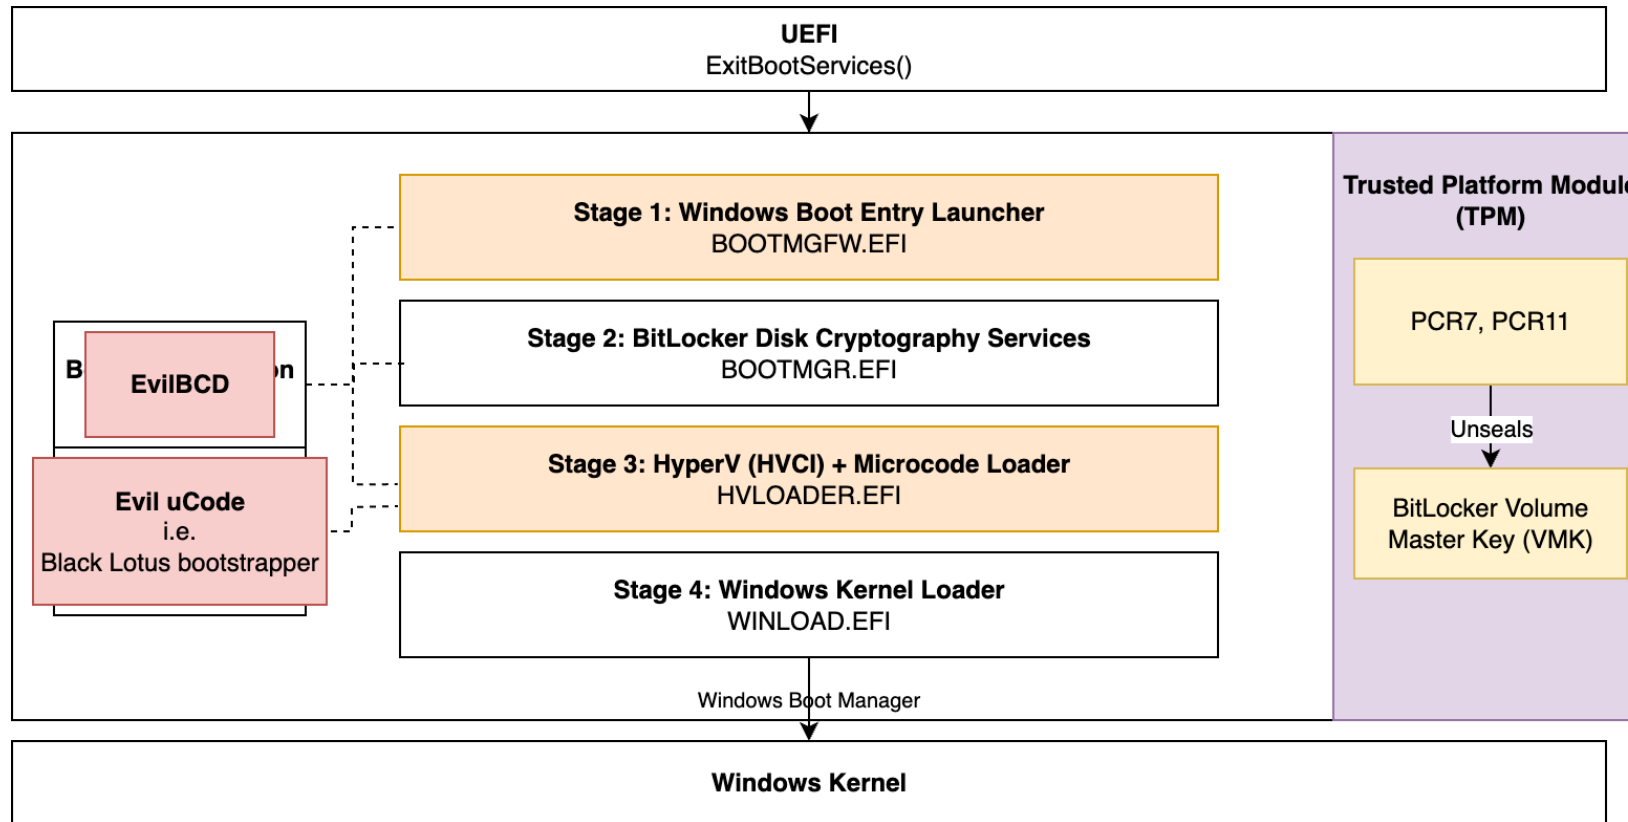 UEFI
ExitBootServices()
Trusted Platform Module
(TPM)
Stage 1: Windows Boot Entry Launcher
BOOTMGFW.EFI
PCR7, PCR11
Stage 2: BitLocker Disk Cryptography Services
BOOTMGR.EFI
EvilBCD
Unseals
Stage 3: HyperV (HVCI) + Microcode Loader
HVLOADER.EFI
Evil uCode
i.e.
Black Lotus bootstrapper
BitLocker Volume
Master Key (VMK)
Stage 4: Windows Kernel Loader
WINLOAD.EFI
Windows Boot Manager
Windows Kernel